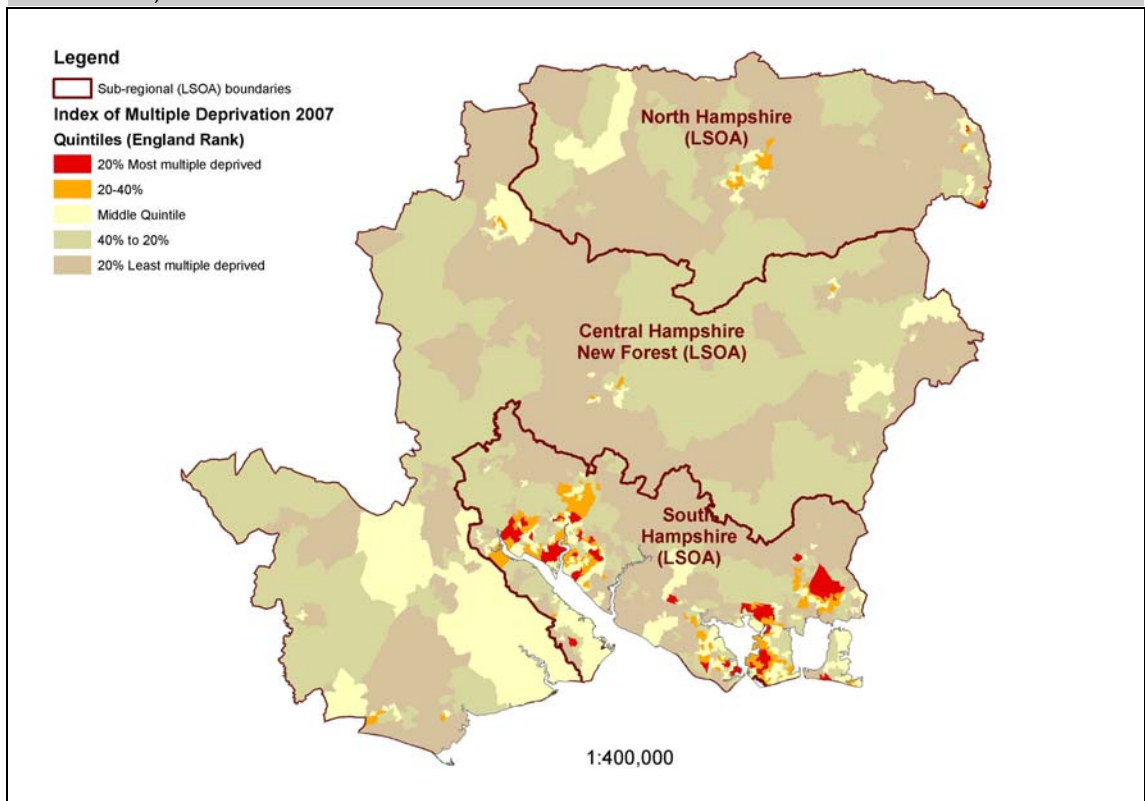 Legend
Sub-regional (LSOA) boundaries
Index of Multiple Deprivation 2007
Quintiles (England Rank)
20% Most multiple deprived
20-40%
Middle Quintile
40% to 20%
20% Least multiple deprived
North Hampshire
(LSOA)
Central Hampshire
New Forest (LSOA)
South
Hampshire
(LSOA)
1:400,000